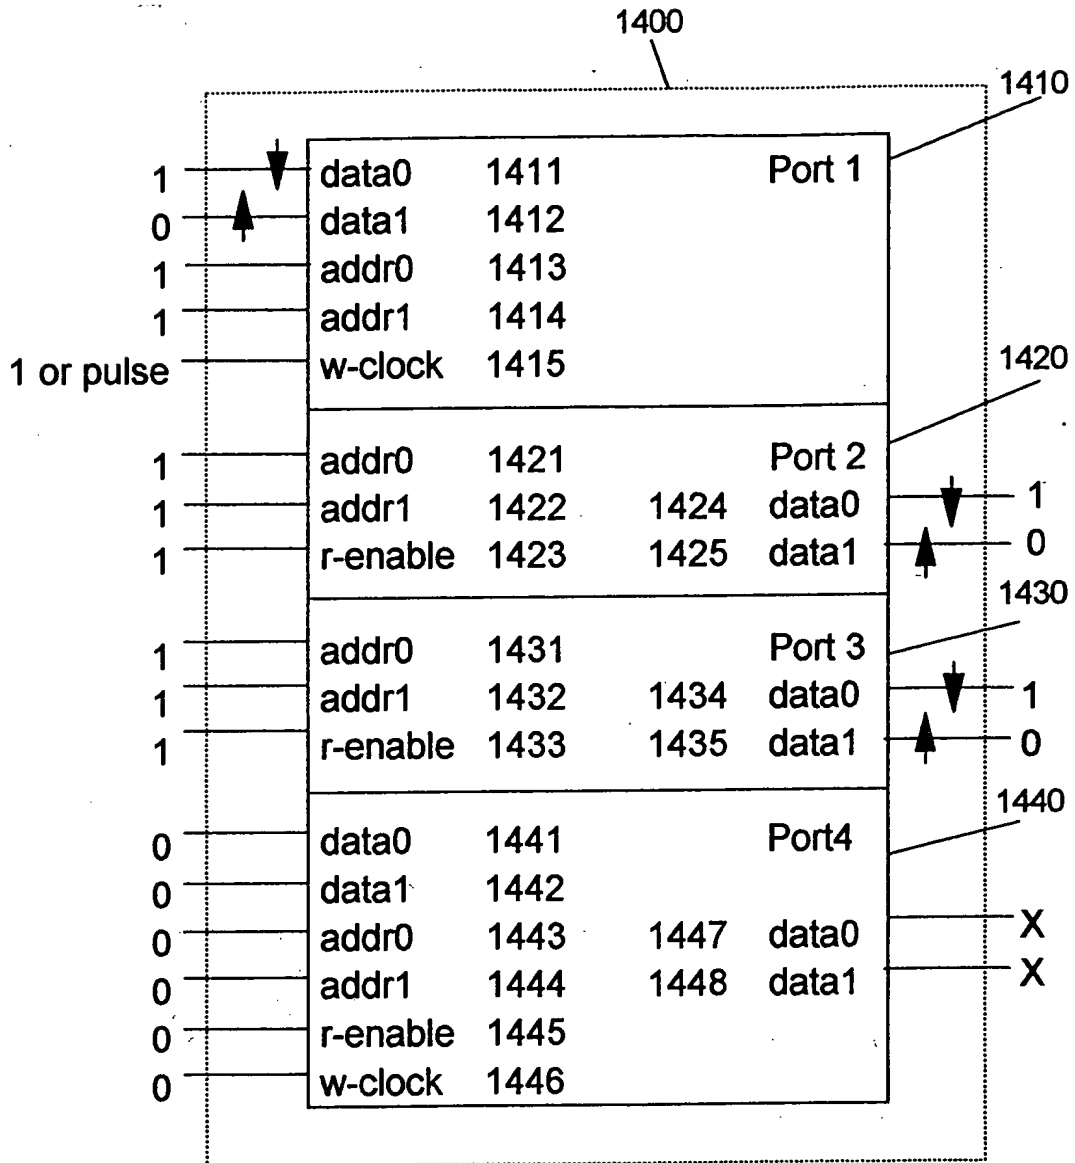 1400
1410
1 data0 1411 Port 1
0 data1 1412
1 addr0 1413
1 addr1 1414
1 or pulse w-clock 1415
1420
1 addr0 1421 Port 2
1 addr1 1422 1424 data0 1
1 r-enable 1423 1425 data1 0
1430
1 addr0 1431 Port 3
1 addr1 1432 1434 data0 1
1 r-enable 1433 1435 data1 0
1440
0 data0 1441 Port4
0 data1 1442
0 addr0 1443 1447 data0 X
0 addr1 1444 1448 data1 X
0 r-enable 1445
0 w-clock 1446